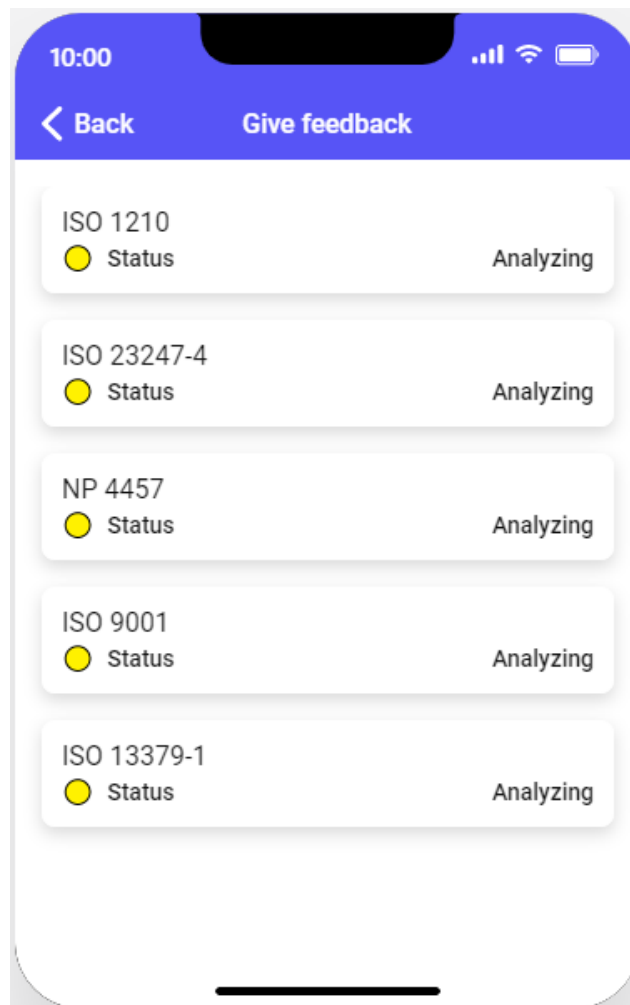 10:00
Back Give feedback
ISO 1210
Status Analyzing
ISO 23247-4
Status Analyzing
NP 4457
Status Analyzing
ISO 9001
Status Analyzing
ISO 13379-1
Status Analyzing